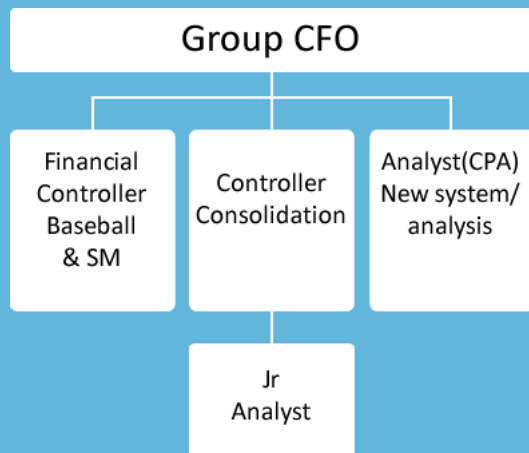 Group CFO
Financial
Controller
Baseball
& SM
Controller
Consolidation
Analyst(CPA)
New system/
analysis
Jr
Analyst